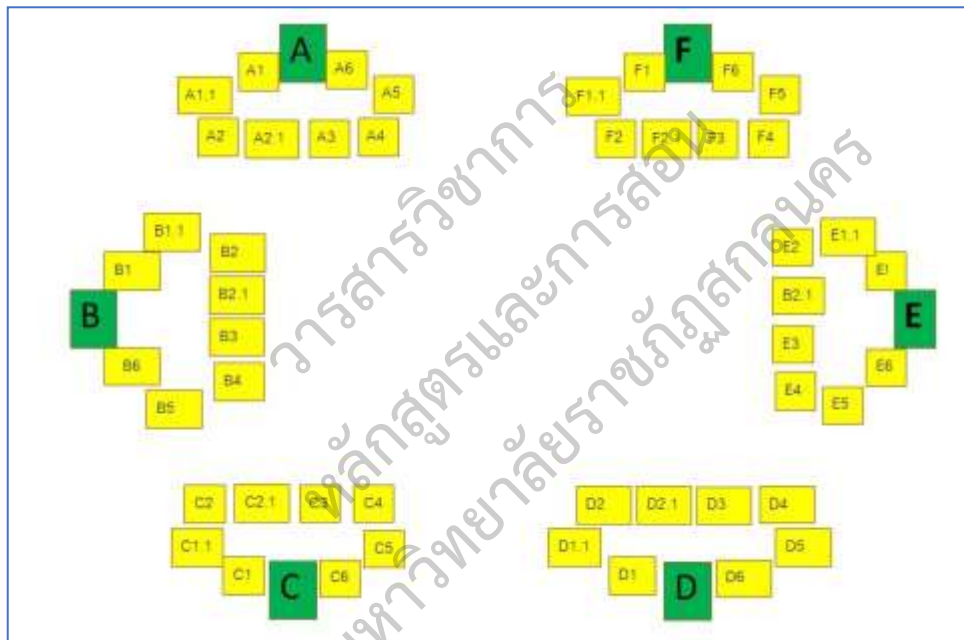 A F
A1 A6 F1 F6
A1.1 A5 F1.1 F5
A2 A2.1 A3 A4 F2 F3 F4
B1.1 B2 E2 E1.1
B1 E1
B2.1 B2.1
B B3 E3 E
B6 B4 E4 E6
B5 E5
C2 C2.1 C3 C4 D2 D2.1 D3 D4
C1.1 C5 D1.1 D5
C1 C6 D1 D6
C D
วารสารวิชาการ
หลักสูตรและการสอน
มหาวิทยาลัยราชภัฏสกลนคร